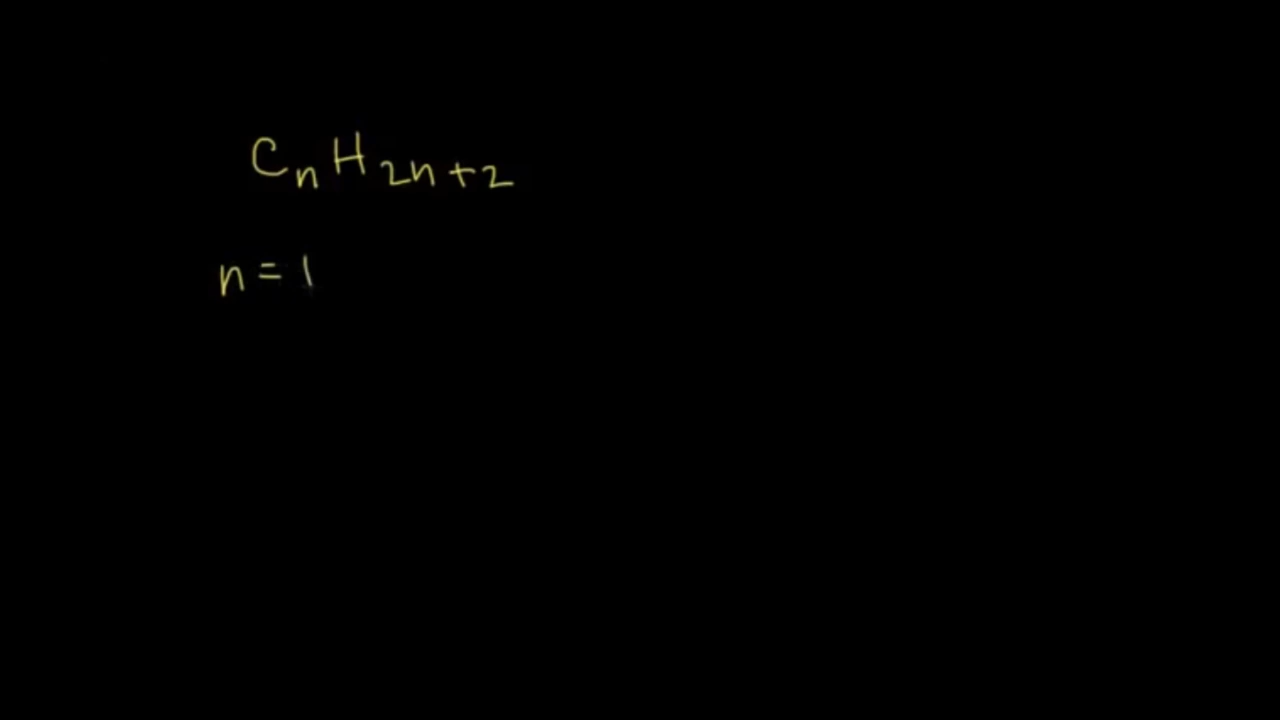 CₙH₂ₙ₊₂
n = 1